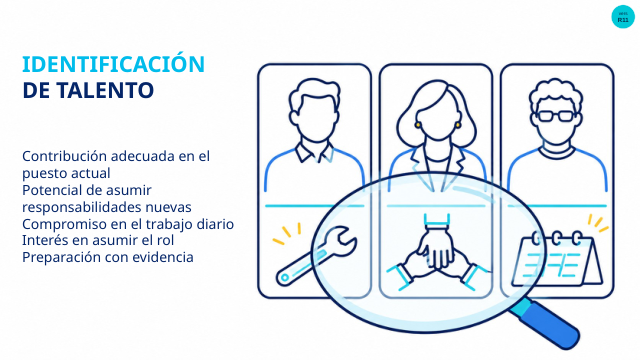 R11
IDENTIFICACIÓN
DE TALENTO
Contribución adecuada en el
puesto actual
Potencial de asumir
responsabilidades nuevas
Compromiso en el trabajo diario
Interés en asumir el rol
Preparación con evidencia